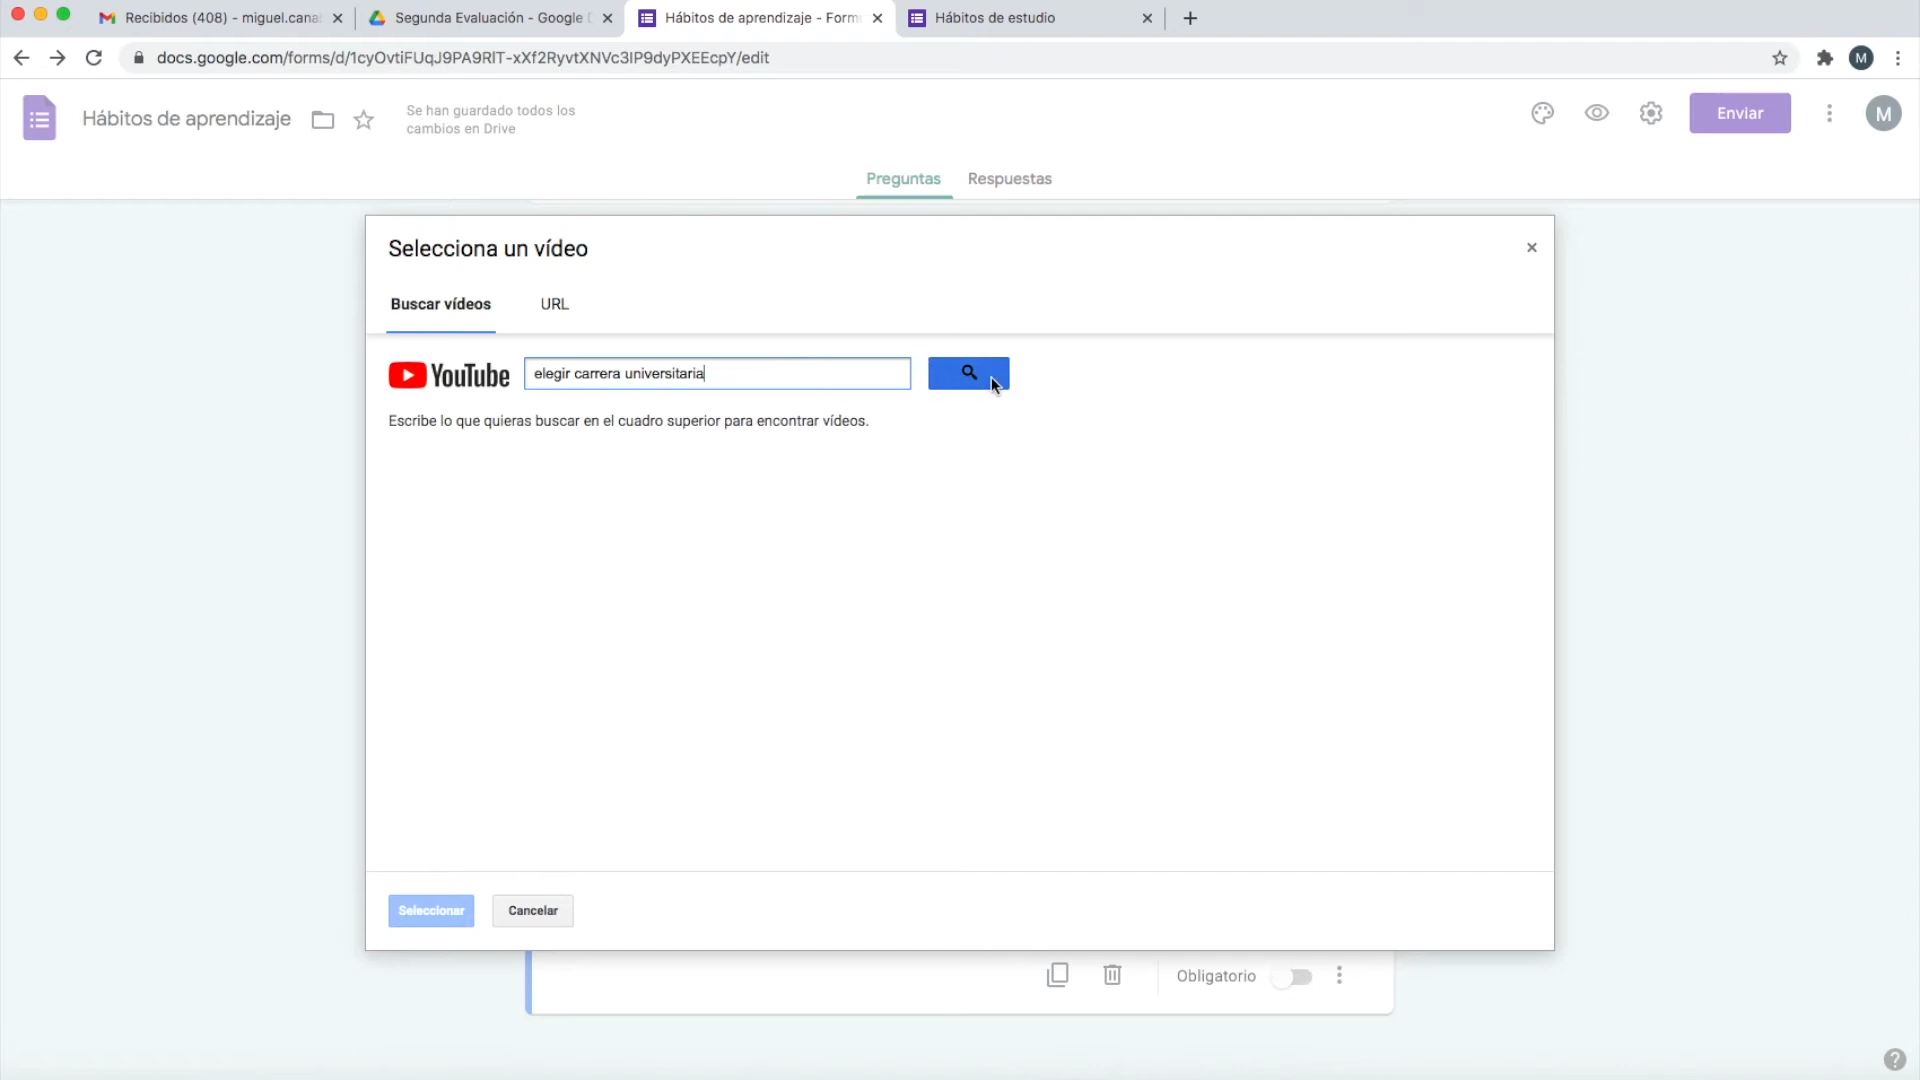 Recibidos (408) - miguel.cana
Segunda Evaluación - Google D
Hábitos de aprendizaje - Form
Hábitos de estudio
docs.google.com/forms/d/1cyOvtiFUqJ9PA9RlT-xXf2RyvtXNVc3IP9dyPXEEcpY/edit
M
Hábitos de aprendizaje
Se han guardado todos los
cambios en Drive
Enviar
M
Preguntas
Respuestas
Selecciona un vídeo
Buscar vídeos
URL
YouTube
elegir carrera universitaria
Escribe lo que quieras buscar en el cuadro superior para encontrar vídeos.
Seleccionar
Cancelar
Obligatorio